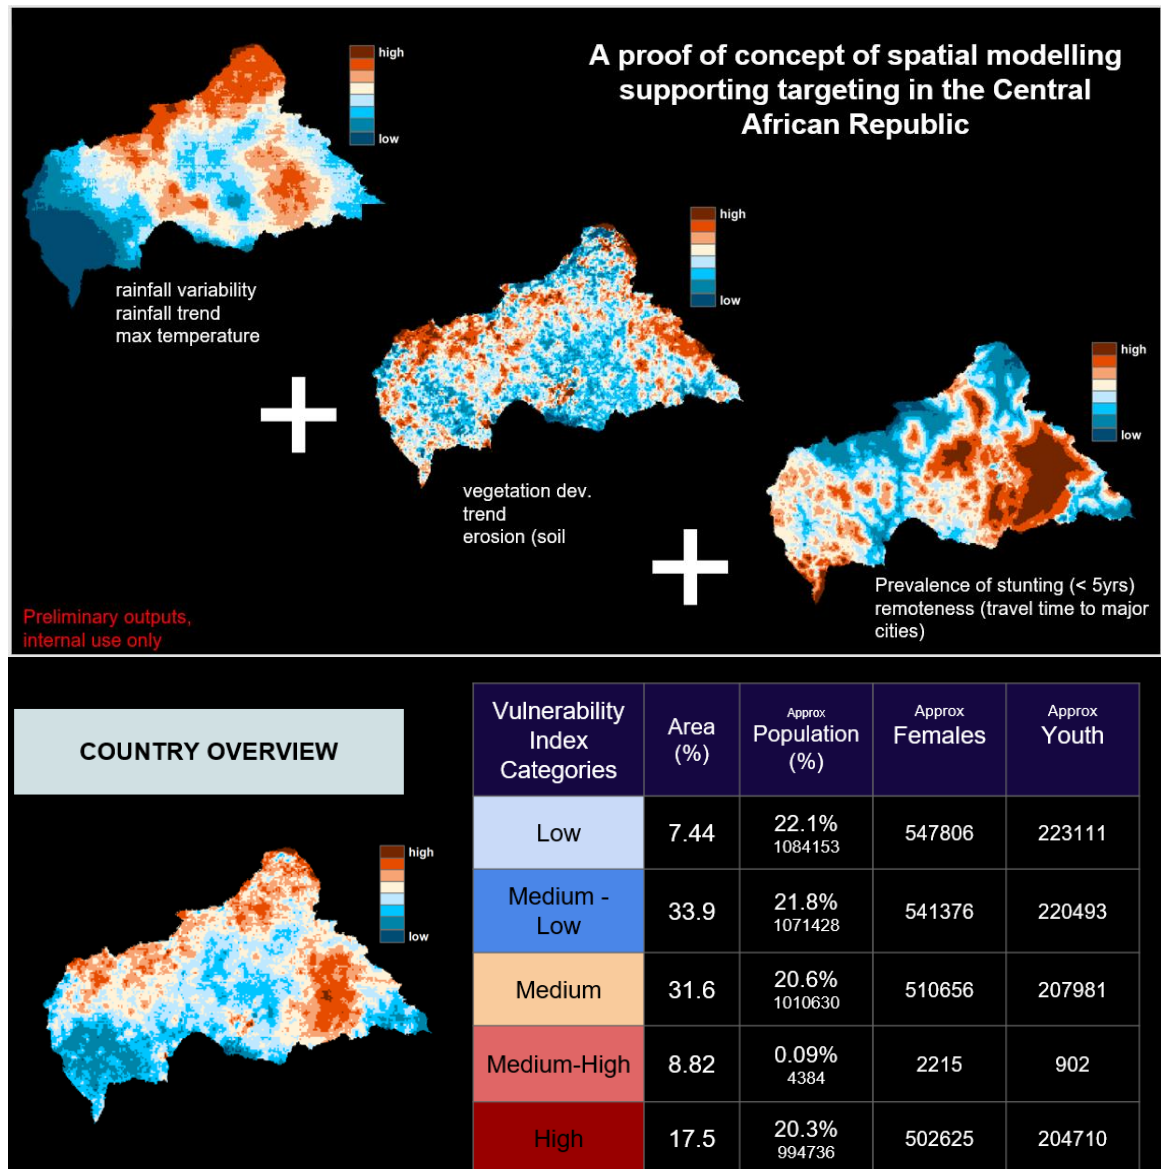 A proof of concept of spatial modelling
supporting targeting in the Central
African Republic
high
low
rainfall variability
rainfall trend
max temperature
high
low
vegetation dev.
trend
erosion (soil
high
low
Prevalence of stunting (< 5yrs)
remoteness (travel time to major
cities)
Preliminary outputs,
internal use only
COUNTRY OVERVIEW
high
low
Vulnerability Index Categories | Area (%) | Approx Population (%) | Approx Females | Approx Youth
Low | 7.44 | 22.1% 1084153 | 547806 | 223111
Medium - Low | 33.9 | 21.8% 1071428 | 541376 | 220493
Medium | 31.6 | 20.6% 1010630 | 510656 | 207981
Medium-High | 8.82 | 0.09% 4384 | 2215 | 902
High | 17.5 | 20.3% 994736 | 502625 | 204710